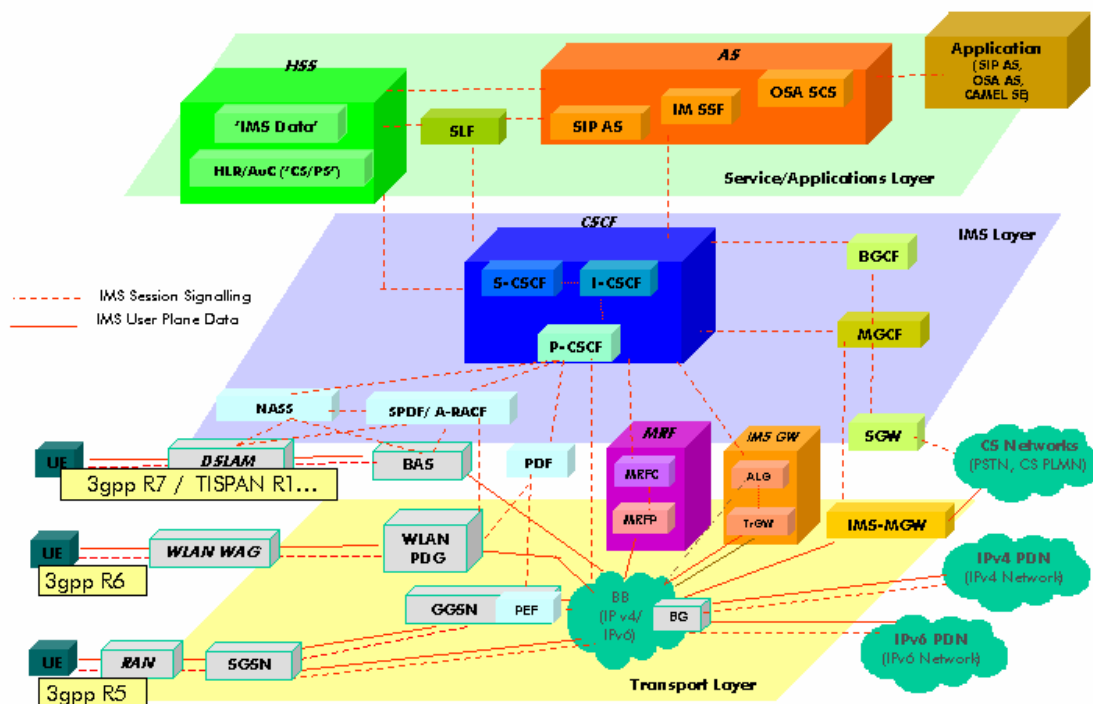 HSS
'IMS Data'
HLR/AuC ('CS/PS')
SLF
AS
SIP AS
IM SSF
OSA SCS
Application
(SIP AS,
OSA AS,
CAMEL SE)
Service/Applications Layer
CSCF
IMS Layer
S-CSCF
I-CSCF
P-CSCF
BGCF
MGCF
SGW
IMS Session Signalling
IMS User Plane Data
NASS
SPDF/ A-RACF
UE
DSLAM
BAS
PDF
3gpp R7 / TISPAN R1...
MRF
MRFC
MRFP
IMS GW
ALG
TrGW
IMS-MGW
CS Networks
(PSTN, CS PLMN)
UE
WLAN WAG
WLAN
PDG
3gpp R6
GGSN
PEF
BB
(IPv4/
IPv6)
BG
IPv4 PDN
(IPv4 Network)
IPv6 PDN
(IPv6 Network)
UE
RAN
SGSN
3gpp R5
Transport Layer